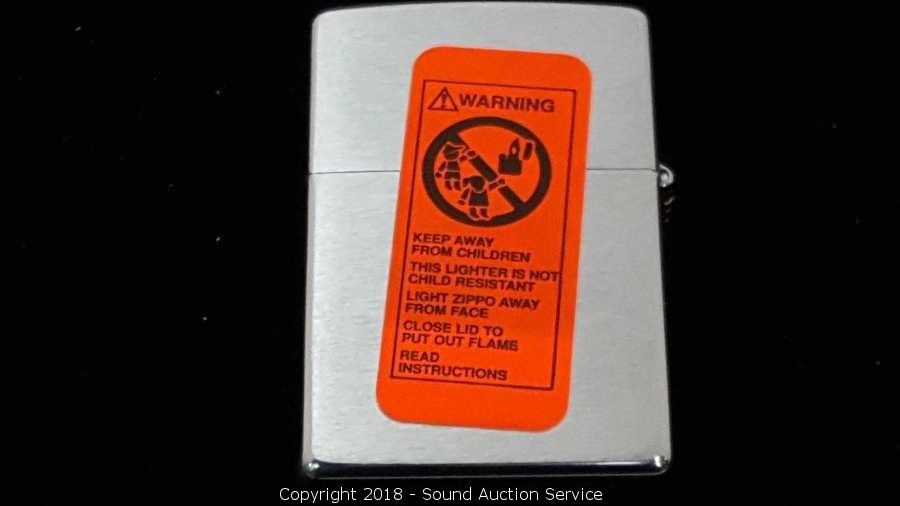 WARNING
KEEP AWAY
FROM CHILDREN
THIS LIGHTER IS NOT
CHILD RESISTANT
LIGHT ZIPPO AWAY
FROM FACE
CLOSE LID TO
PUT OUT FLAME
READ
INSTRUCTIONS
Copyright 2018 - Sound Auction Service